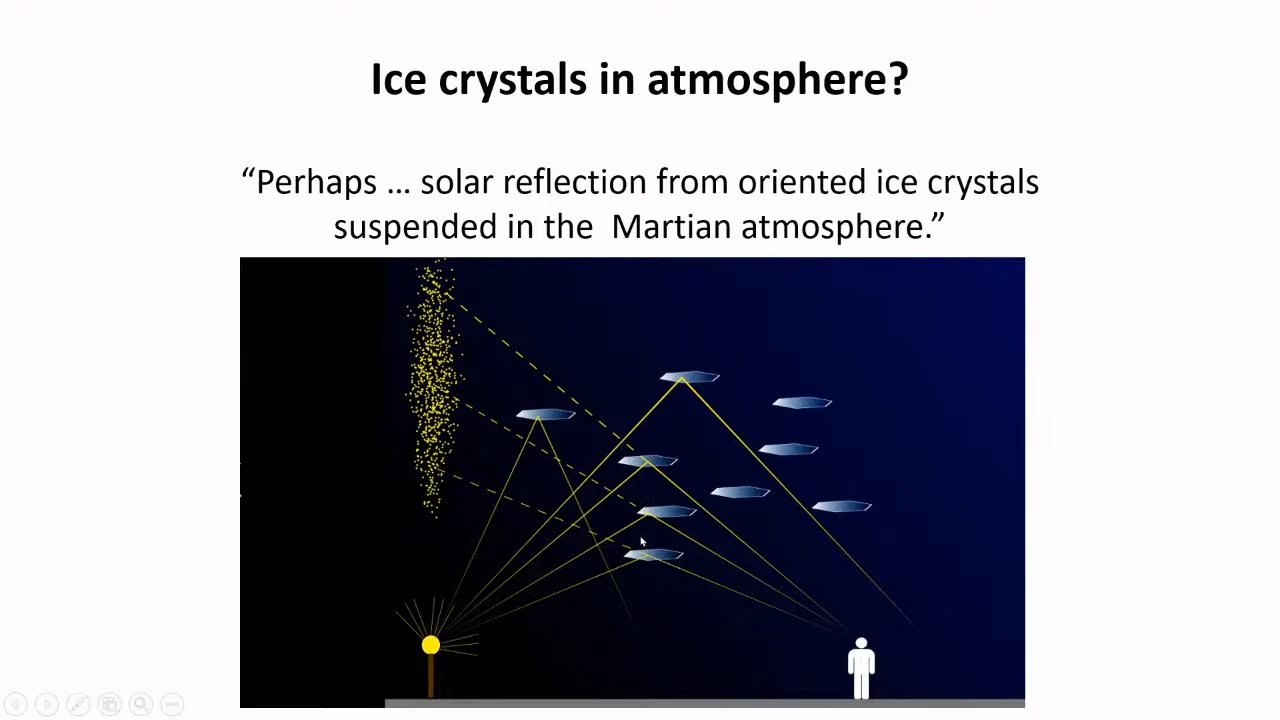 Ice crystals in atmosphere?
“Perhaps ... solar reflection from oriented ice crystals
suspended in the  Martian atmosphere.”